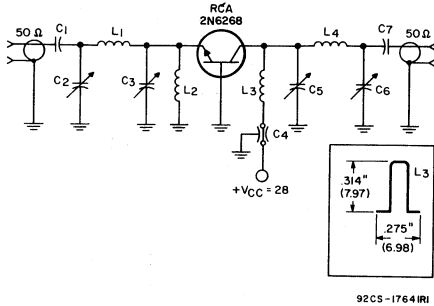 RCA
2N6268
50 Ω
C1
L1
L4
C7
50 Ω
C2
C3
L2
L3
C5
C6
C4
+VCC = 28
L3
.314"
(7.97)
.275"
(6.98)
92CS-17641R1